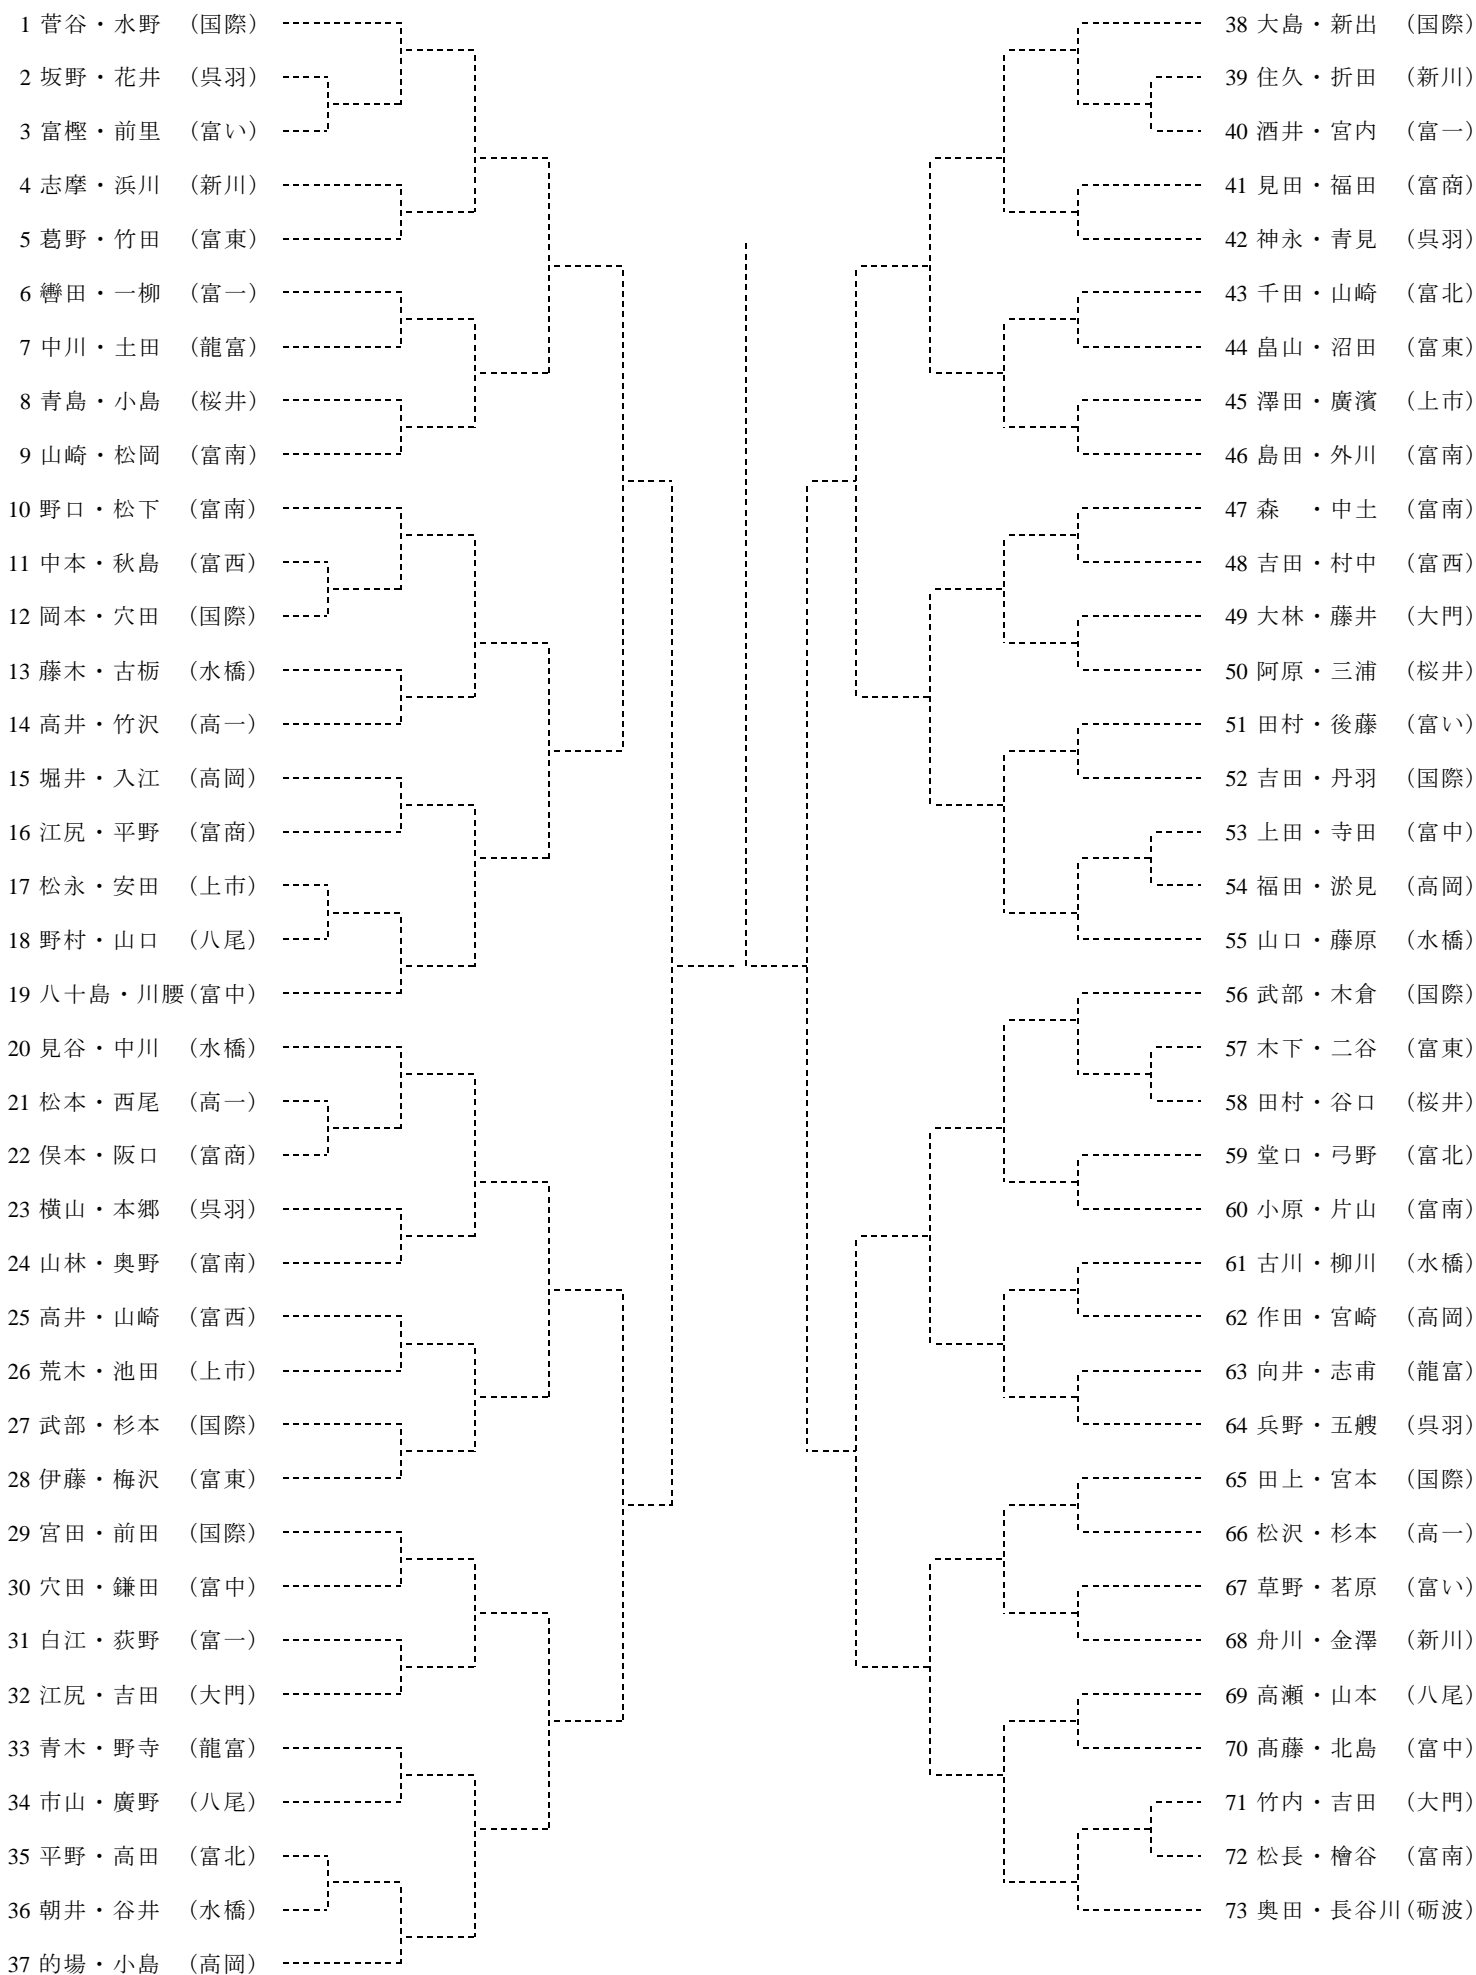 1 菅谷・水野 （国際）
2 坂野・花井 （呉羽）
3 富樫・前里 （富い）
4 志摩・浜川 （新川）
5 葛野・竹田 （富東）
6 轡田・一柳 （富一）
7 中川・土田 （龍富）
8 青島・小島 （桜井）
9 山崎・松岡 （富南）
10 野口・松下 （富南）
11 中本・秋島 （富西）
12 岡本・穴田 （国際）
13 藤木・古栃 （水橋）
14 高井・竹沢 （高一）
15 堀井・入江 （高岡）
16 江尻・平野 （富商）
17 松永・安田 （上市）
18 野村・山口 （八尾）
19 八十島・川腰（富中）
20 見谷・中川 （水橋）
21 松本・西尾 （高一）
22 俣本・阪口 （富商）
23 横山・本郷 （呉羽）
24 山林・奥野 （富南）
25 高井・山崎 （富西）
26 荒木・池田 （上市）
27 武部・杉本 （国際）
28 伊藤・梅沢 （富東）
29 宮田・前田 （国際）
30 穴田・鎌田 （富中）
31 白江・荻野 （富一）
32 江尻・吉田 （大門）
33 青木・野寺 （龍富）
34 市山・廣野 （八尾）
35 平野・高田 （富北）
36 朝井・谷井 （水橋）
37 的場・小島 （高岡）
38 大島・新出 （国際）
39 住久・折田 （新川）
40 酒井・宮内 （富一）
41 見田・福田 （富商）
42 神永・青見 （呉羽）
43 千田・山崎 （富北）
44 畠山・沼田 （富東）
45 澤田・廣濱 （上市）
46 島田・外川 （富南）
47 森　・中土 （富南）
48 吉田・村中 （富西）
49 大林・藤井 （大門）
50 阿原・三浦 （桜井）
51 田村・後藤 （富い）
52 吉田・丹羽 （国際）
53 上田・寺田 （富中）
54 福田・淤見 （高岡）
55 山口・藤原 （水橋）
56 武部・木倉 （国際）
57 木下・二谷 （富東）
58 田村・谷口 （桜井）
59 堂口・弓野 （富北）
60 小原・片山 （富南）
61 古川・柳川 （水橋）
62 作田・宮崎 （高岡）
63 向井・志甫 （龍富）
64 兵野・五艘 （呉羽）
65 田上・宮本 （国際）
66 松沢・杉本 （高一）
67 草野・茗原 （富い）
68 舟川・金澤 （新川）
69 高瀬・山本 （八尾）
70 髙藤・北島 （富中）
71 竹内・吉田 （大門）
72 松長・檜谷 （富南）
73 奥田・長谷川（砺波）